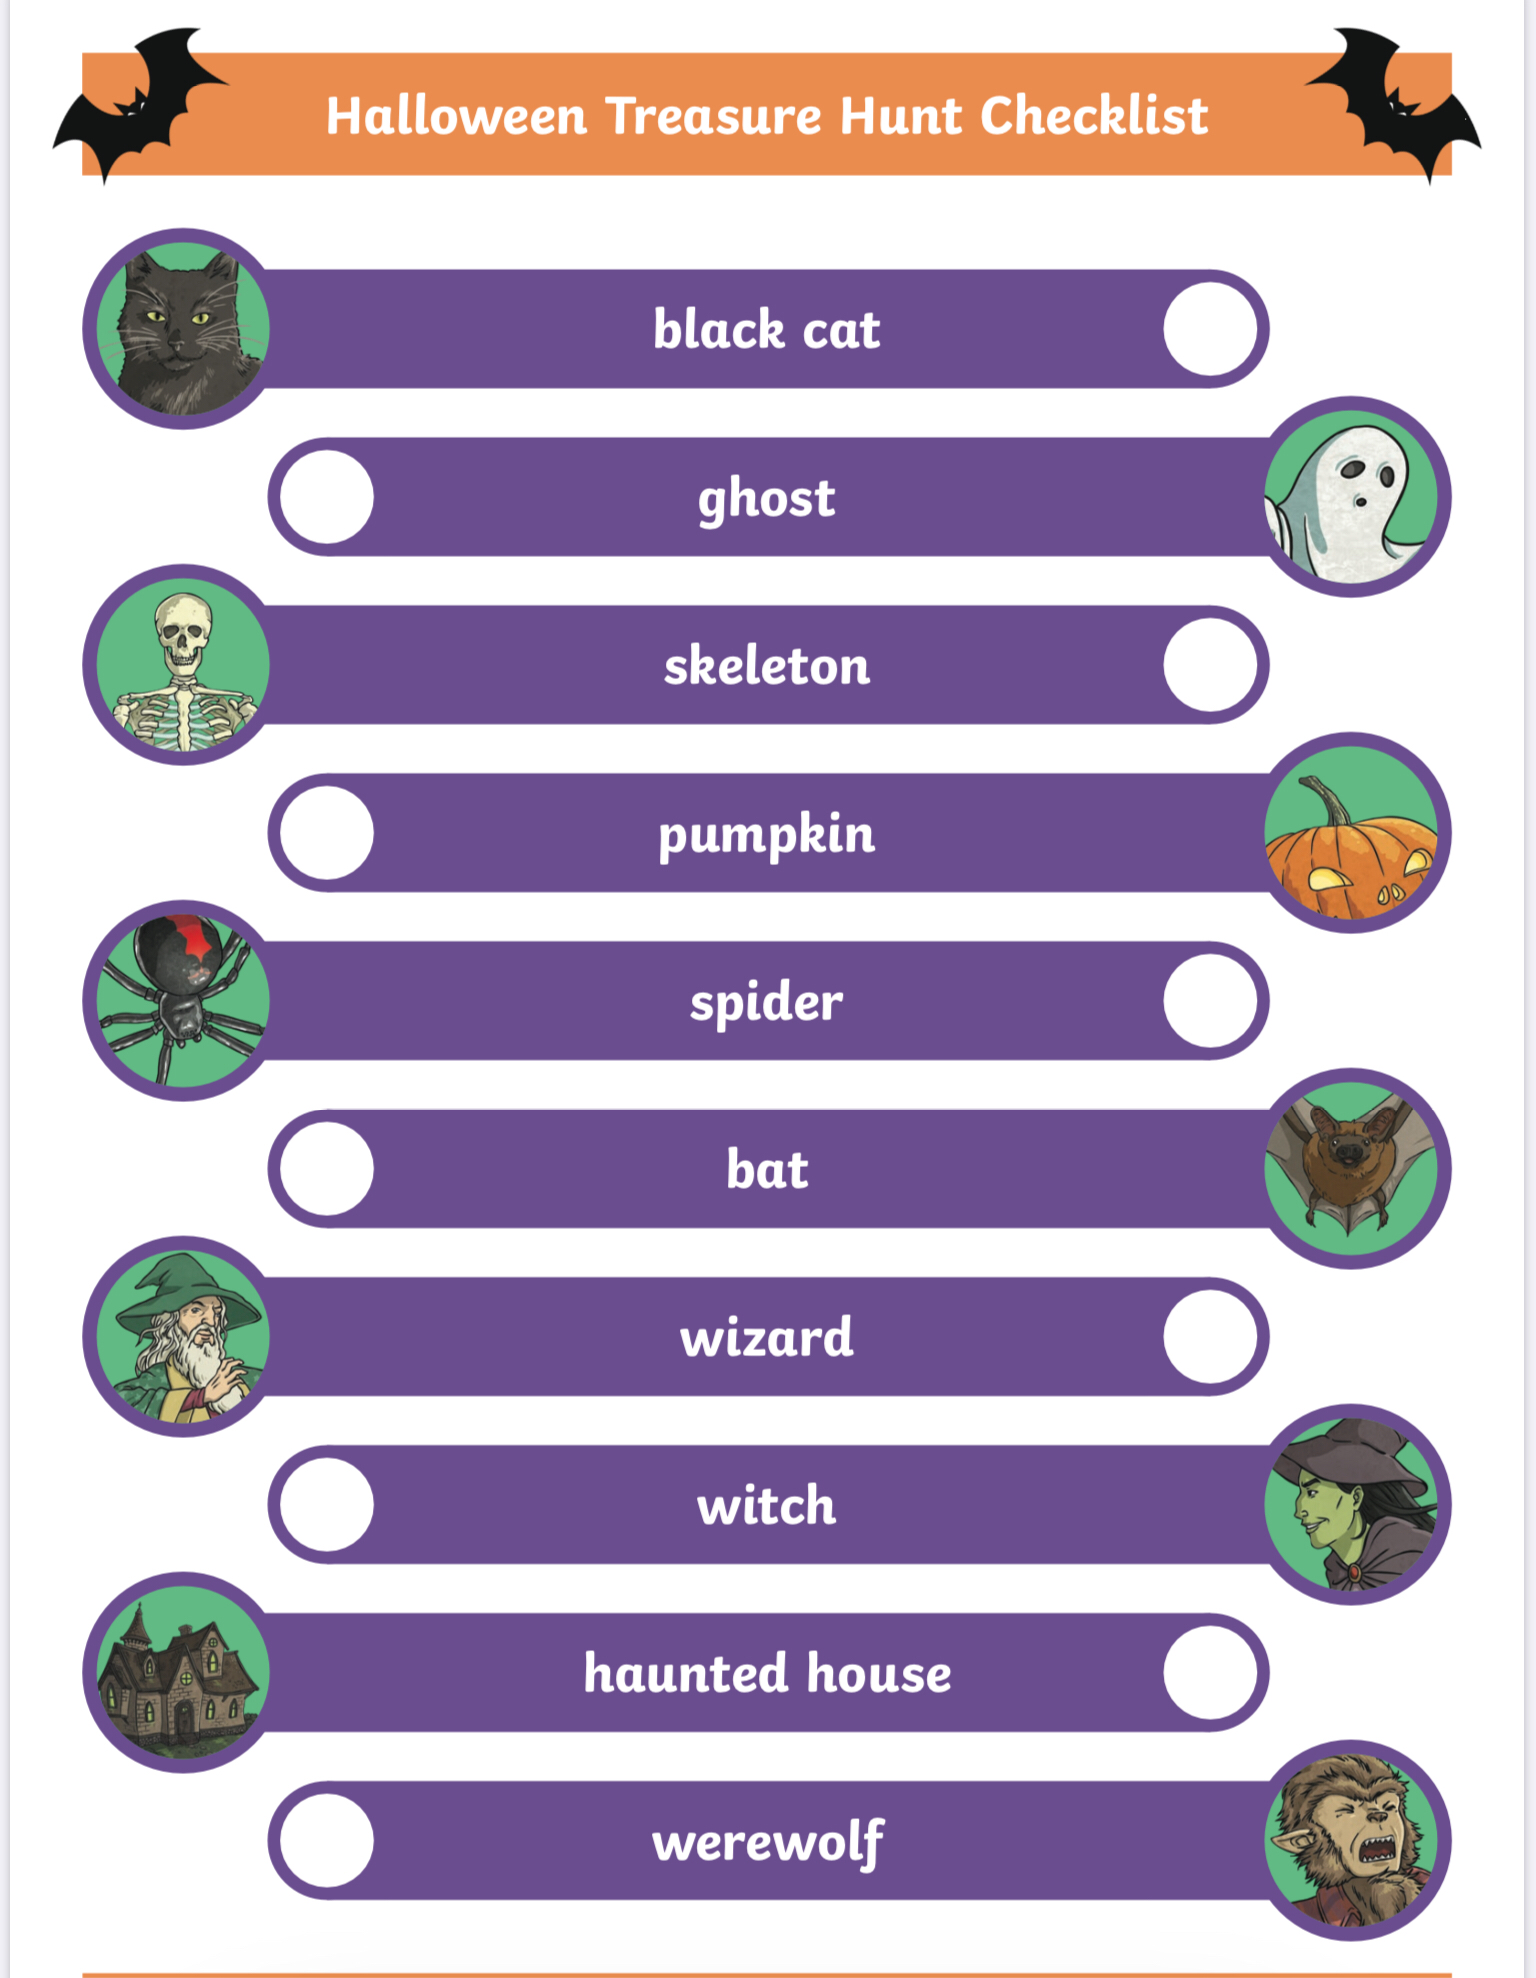 Halloween Treasure Hunt Checklist
black cat
ghost
skeleton
pumpkin
spider
bat
wizard
witch
haunted house
werewolf